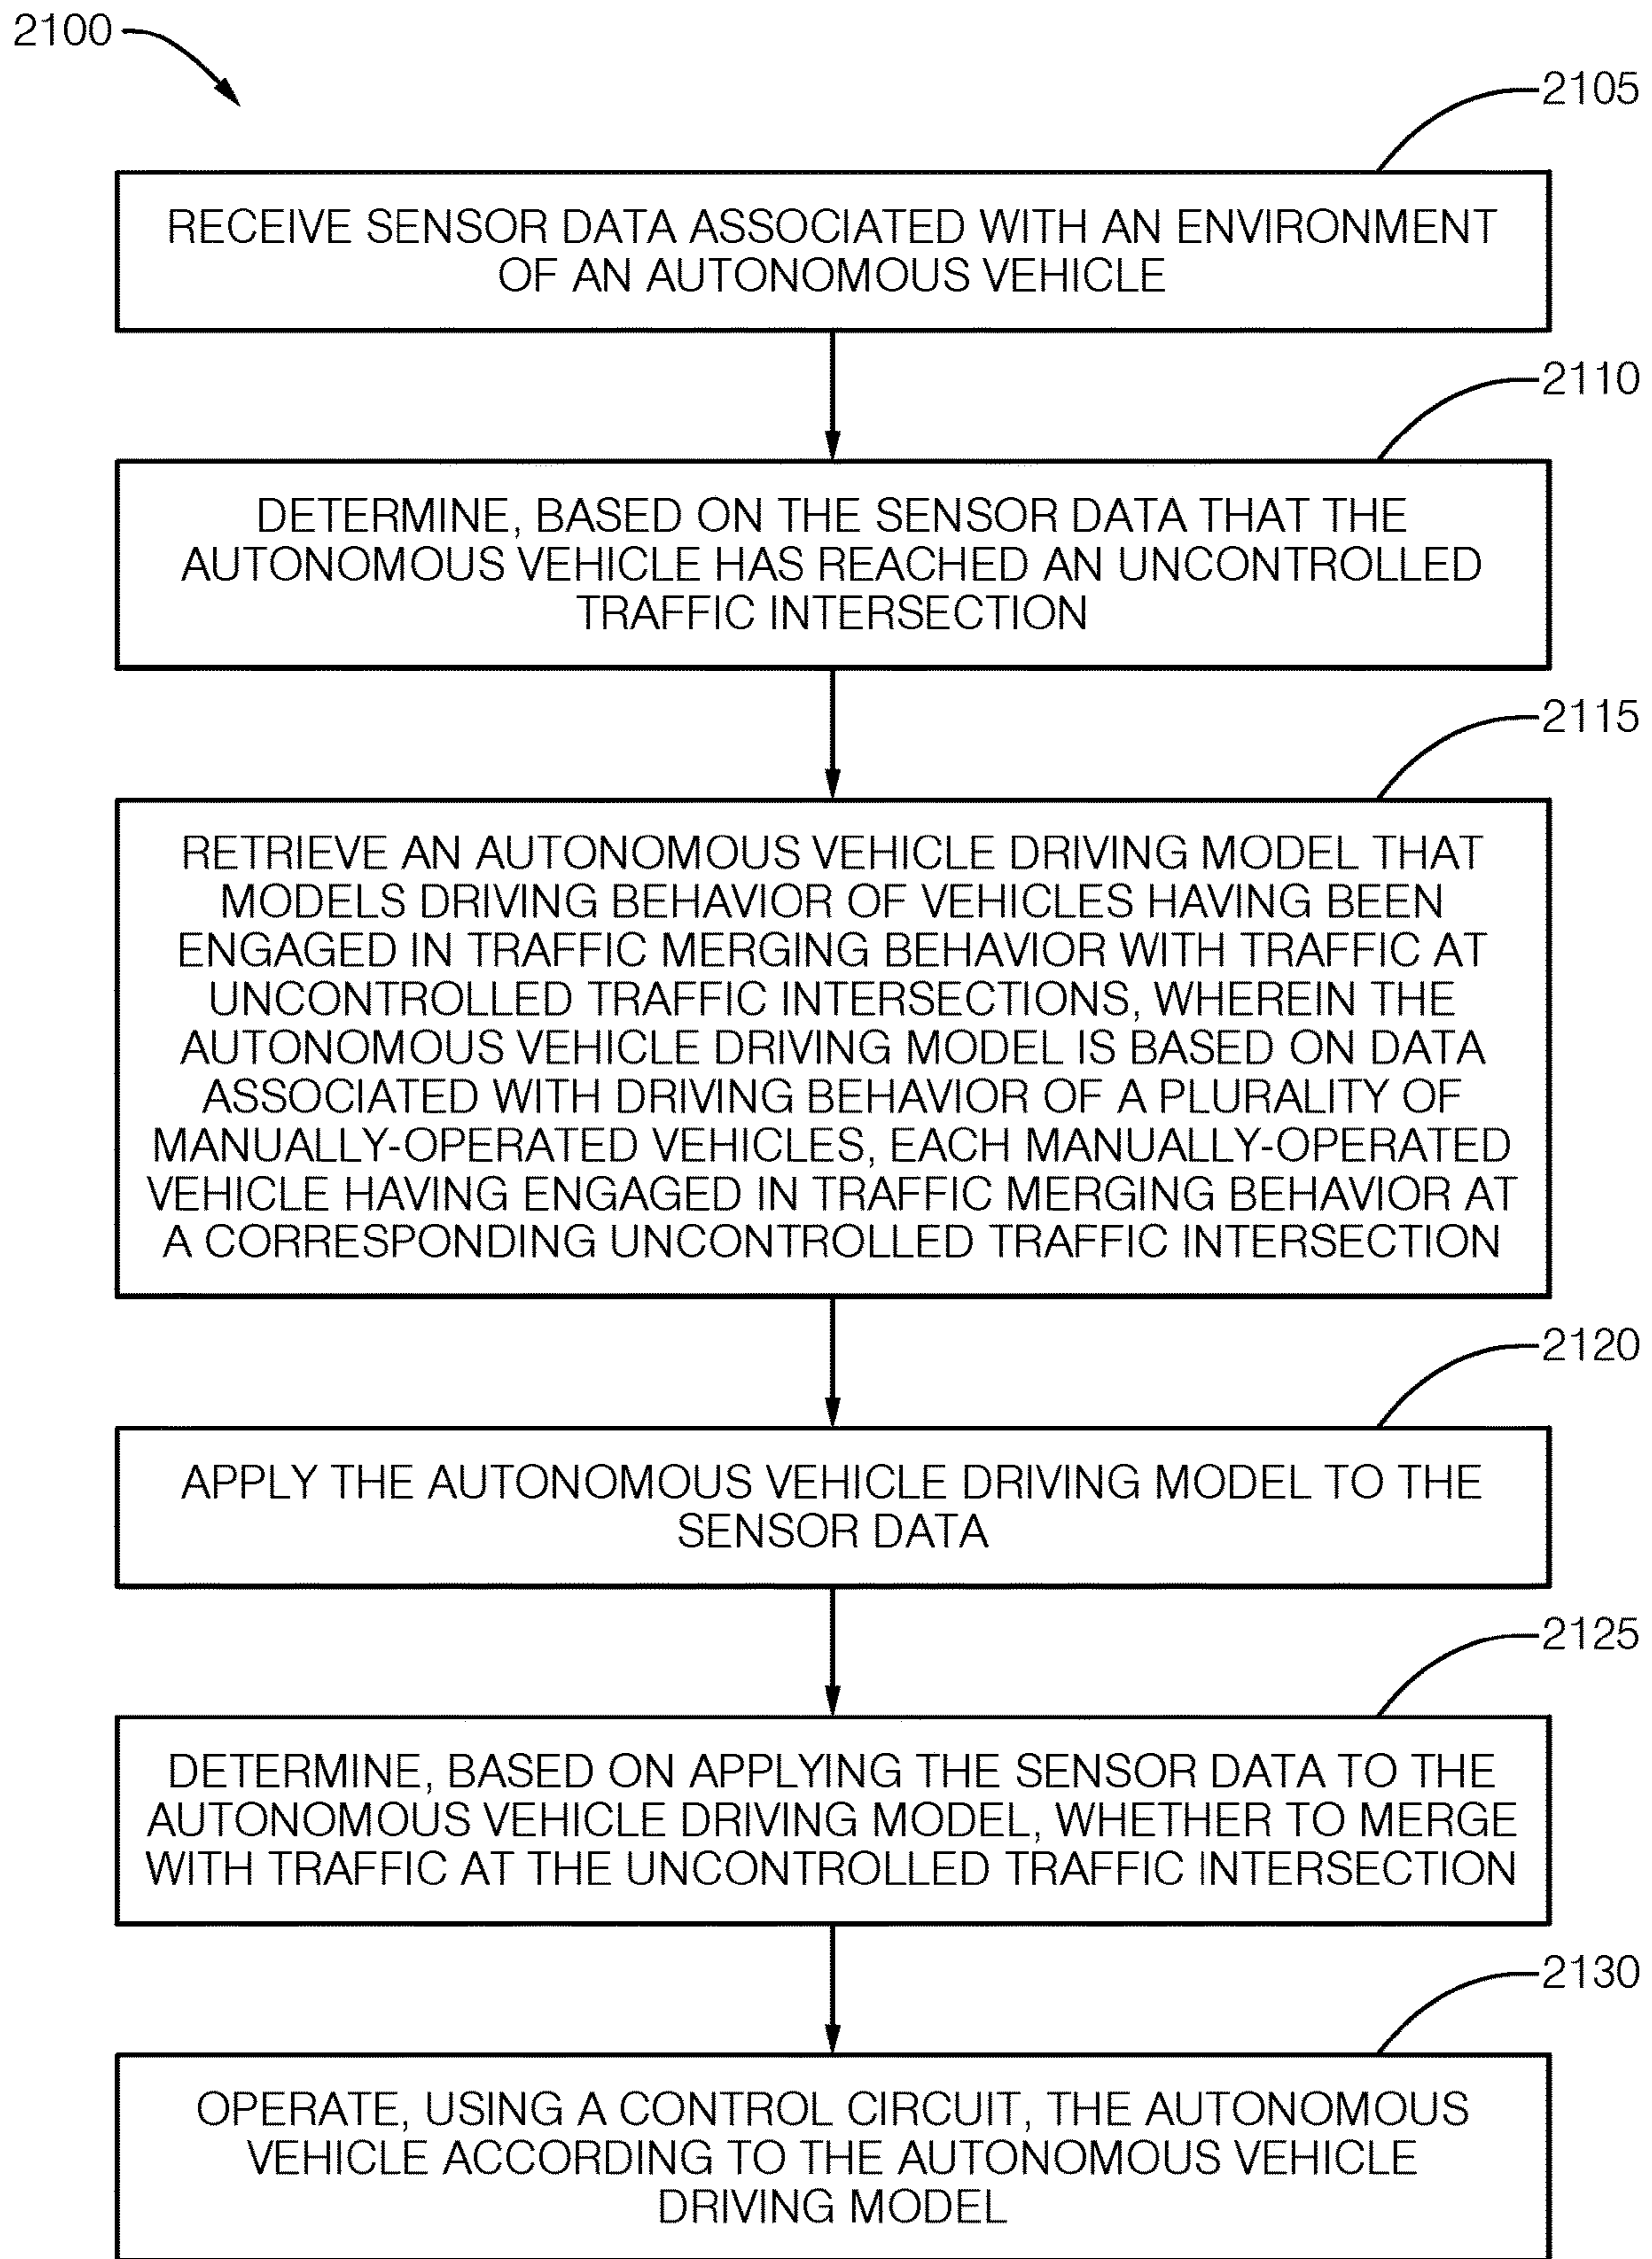 2100
2105
RECEIVE SENSOR DATA ASSOCIATED WITH AN ENVIRONMENT
OF AN AUTONOMOUS VEHICLE
2110
DETERMINE, BASED ON THE SENSOR DATA THAT THE
AUTONOMOUS VEHICLE HAS REACHED AN UNCONTROLLED
TRAFFIC INTERSECTION
2115
RETRIEVE AN AUTONOMOUS VEHICLE DRIVING MODEL THAT
MODELS DRIVING BEHAVIOR OF VEHICLES HAVING BEEN
ENGAGED IN TRAFFIC MERGING BEHAVIOR WITH TRAFFIC AT
UNCONTROLLED TRAFFIC INTERSECTIONS, WHEREIN THE
AUTONOMOUS VEHICLE DRIVING MODEL IS BASED ON DATA
ASSOCIATED WITH DRIVING BEHAVIOR OF A PLURALITY OF
MANUALLY-OPERATED VEHICLES, EACH MANUALLY-OPERATED
VEHICLE HAVING ENGAGED IN TRAFFIC MERGING BEHAVIOR AT
A CORRESPONDING UNCONTROLLED TRAFFIC INTERSECTION
2120
APPLY THE AUTONOMOUS VEHICLE DRIVING MODEL TO THE
SENSOR DATA
2125
DETERMINE, BASED ON APPLYING THE SENSOR DATA TO THE
AUTONOMOUS VEHICLE DRIVING MODEL, WHETHER TO MERGE
WITH TRAFFIC AT THE UNCONTROLLED TRAFFIC INTERSECTION
2130
OPERATE, USING A CONTROL CIRCUIT, THE AUTONOMOUS
VEHICLE ACCORDING TO THE AUTONOMOUS VEHICLE
DRIVING MODEL